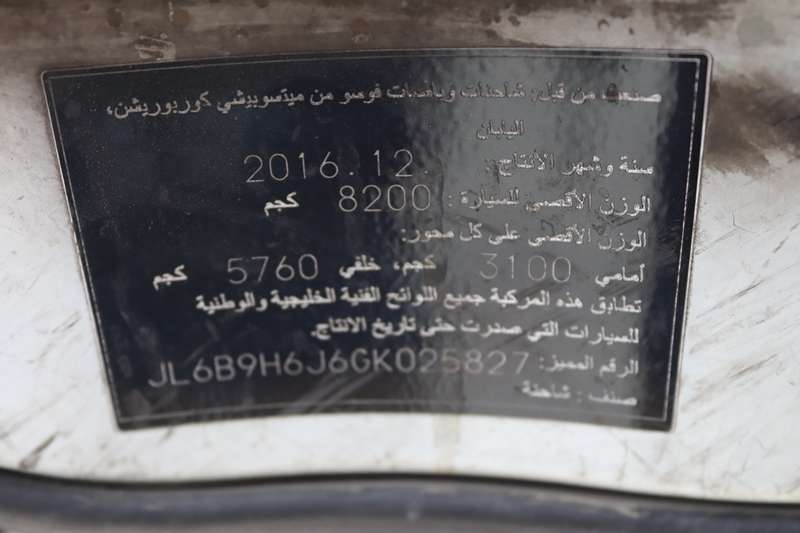 صنعت من قبل: شاحنات وباصات فوسو من ميتسوبيشي كوربوريشن،
اليابان
سنة وشهر الأنتاج: 2016.12.
الوزن الأقصى للسيارة : 8200 كجم
الوزن الأقصى على كل محور:
أمامي 3100 كجم، خلفي 5760 كجم
تطابق هذه المركبة جميع اللوائح الفنية الخليجية والوطنية
للسيارات التي صدرت حتى تاريخ الانتاج.
الرقم المميز: JL6B9H6J6GK025827
صنف : شاحنة